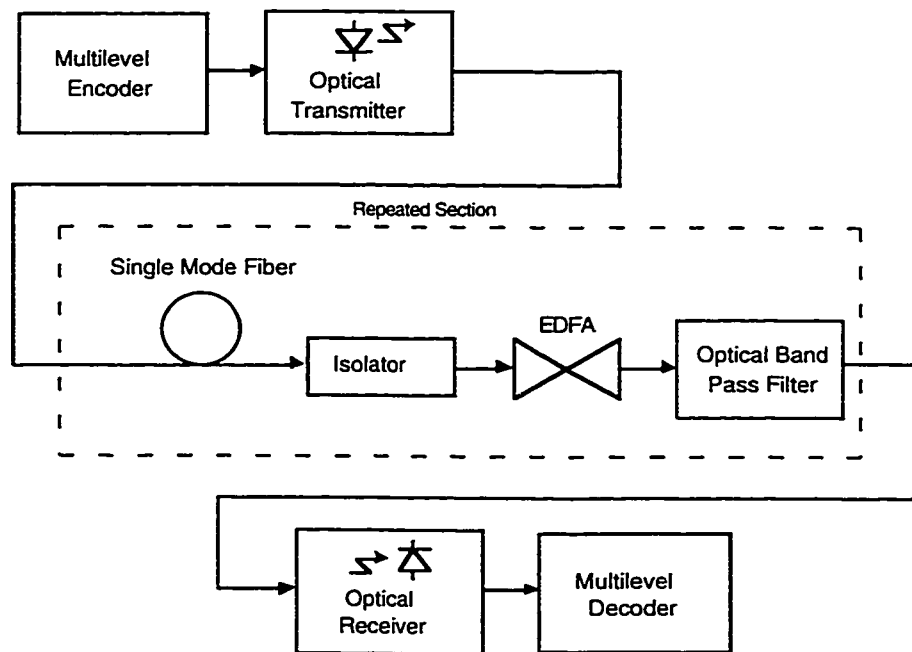 Multilevel
Encoder
Optical
Transmitter
Repeated Section
Single Mode Fiber
Isolator
EDFA
Optical Band
Pass Filter
Optical
Receiver
Multilevel
Decoder